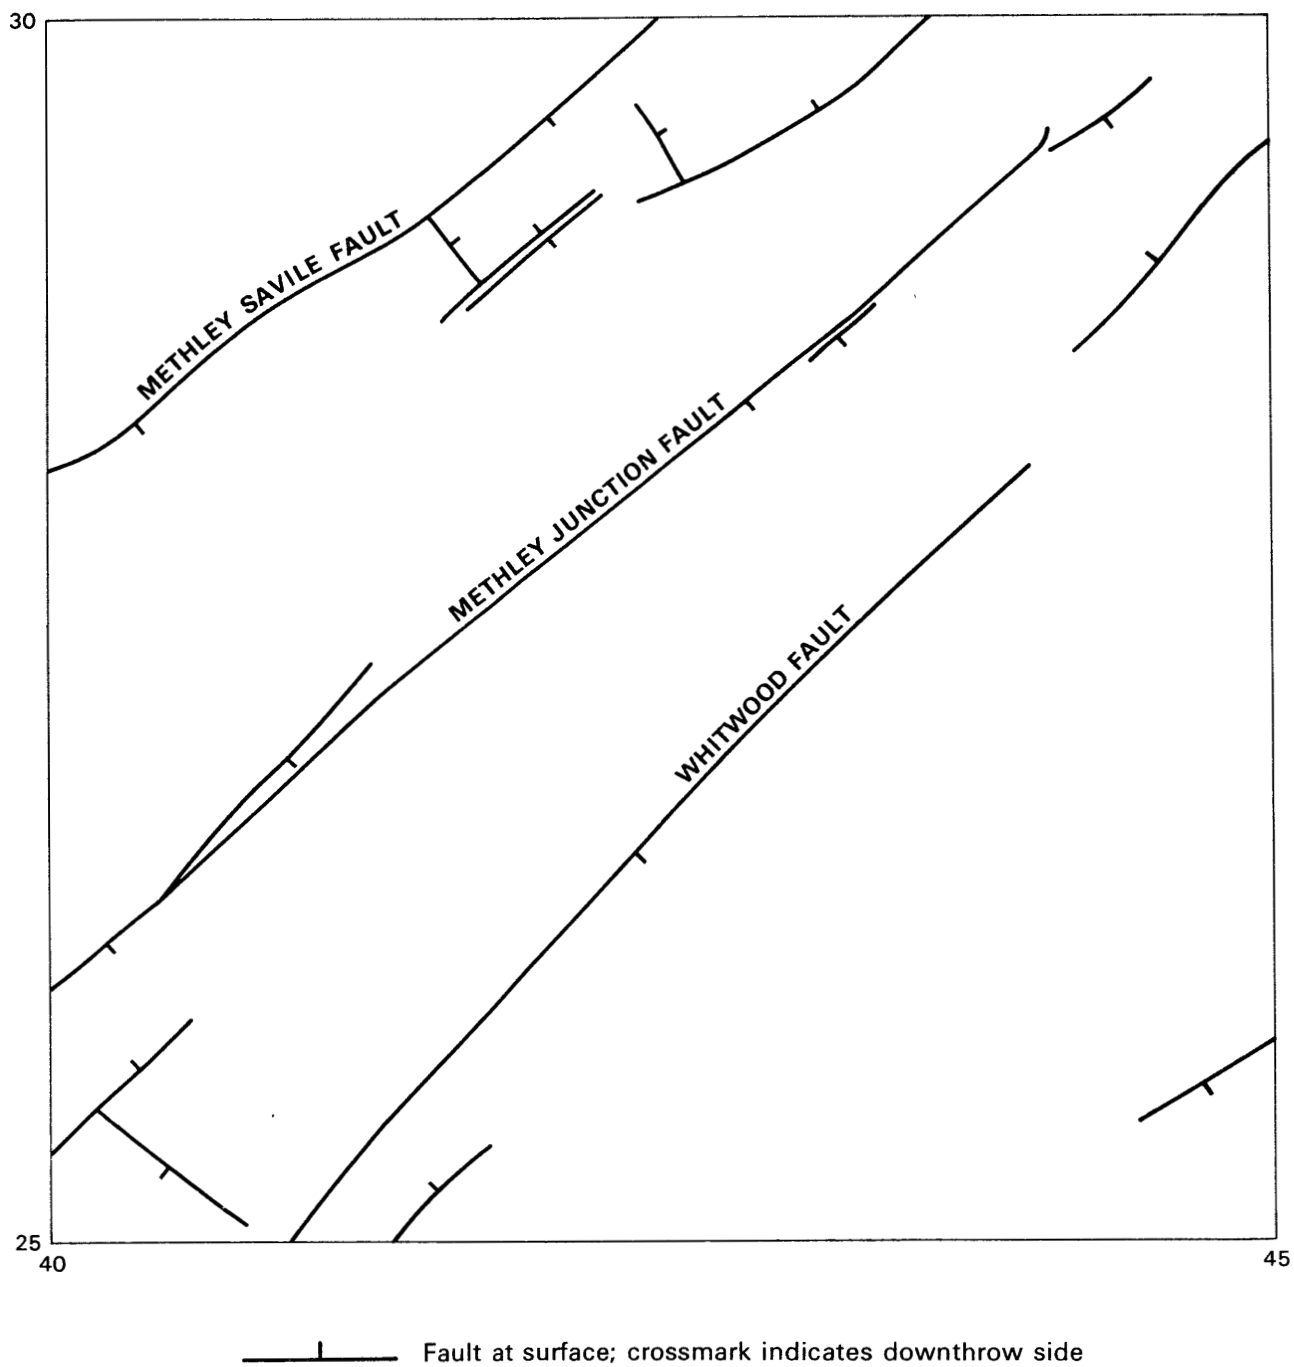 30
METHLEY SAVILE FAULT
METHLEY JUNCTION FAULT
WHITWOOD FAULT
25
40
45
Fault at surface; crossmark indicates downthrow side